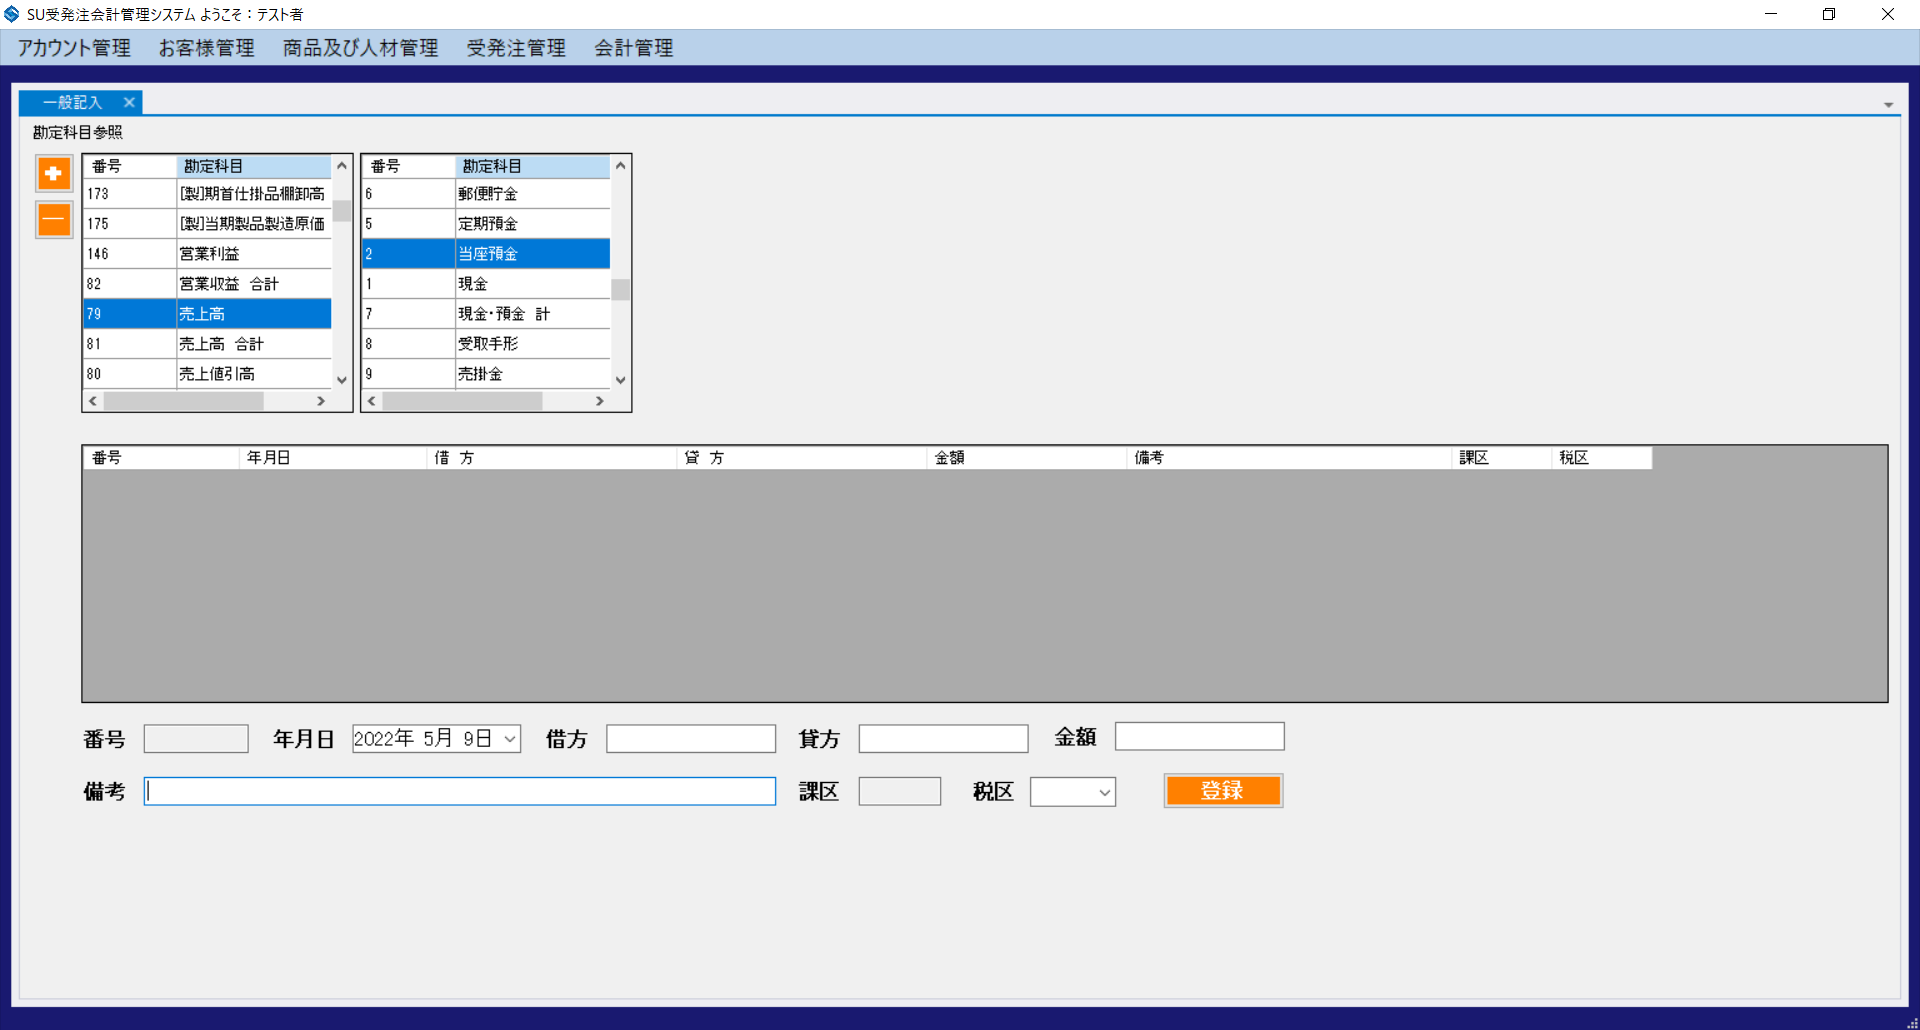 SU受発注会計管理システム ようこそ：テスト者
アカウント管理 お客様管理 商品及び人材管理 受発注管理 会計管理
一般記入
勘定科目参照
番号 勘定科目
173 [製]期首仕掛品棚卸高
175 [製]当期製品製造原価
146 営業利益
82 営業収益 合計
79 売上高
81 売上高 合計
80 売上値引高
番号 勘定科目
6 郵便貯金
5 定期預金
2 当座預金
1 現金
7 現金・預金 計
8 受取手形
9 売掛金
番号 年月日 借 方 貸 方 金額 備考 課区 税区
番号 年月日 2022年 5月 9日 借方 貸方 金額
備考 課区 税区 登録